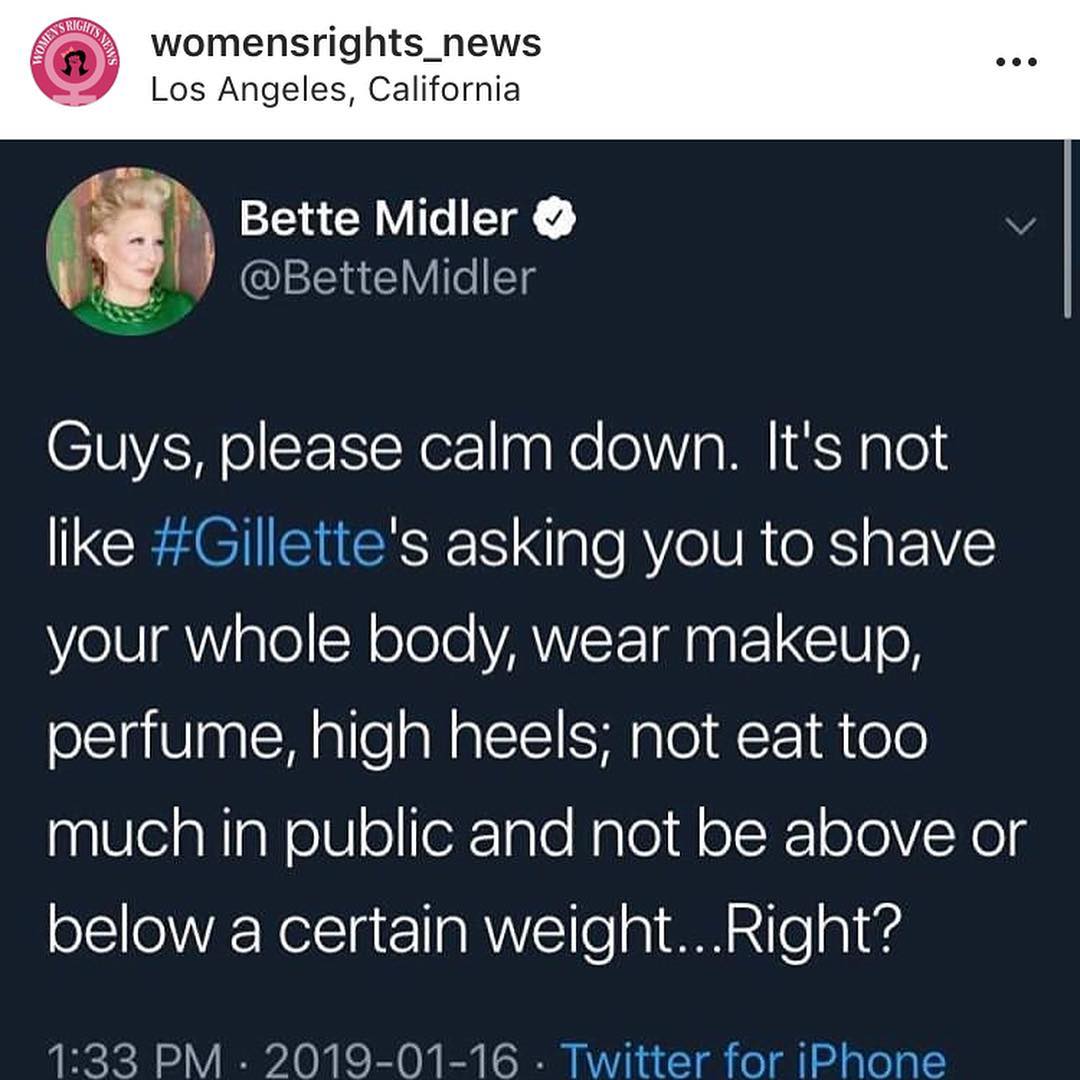 WOMEN'S RIGHTS NEWS
womensrights_news
Los Angeles, California
Bette Midler
@BetteMidler
Guys, please calm down.  It's not
like #Gillette's asking you to shave
your whole body, wear makeup,
perfume, high heels; not eat too
much in public and not be above or
below a certain weight...Right?
1:33 PM · 2019-01-16 · Twitter for iPhone